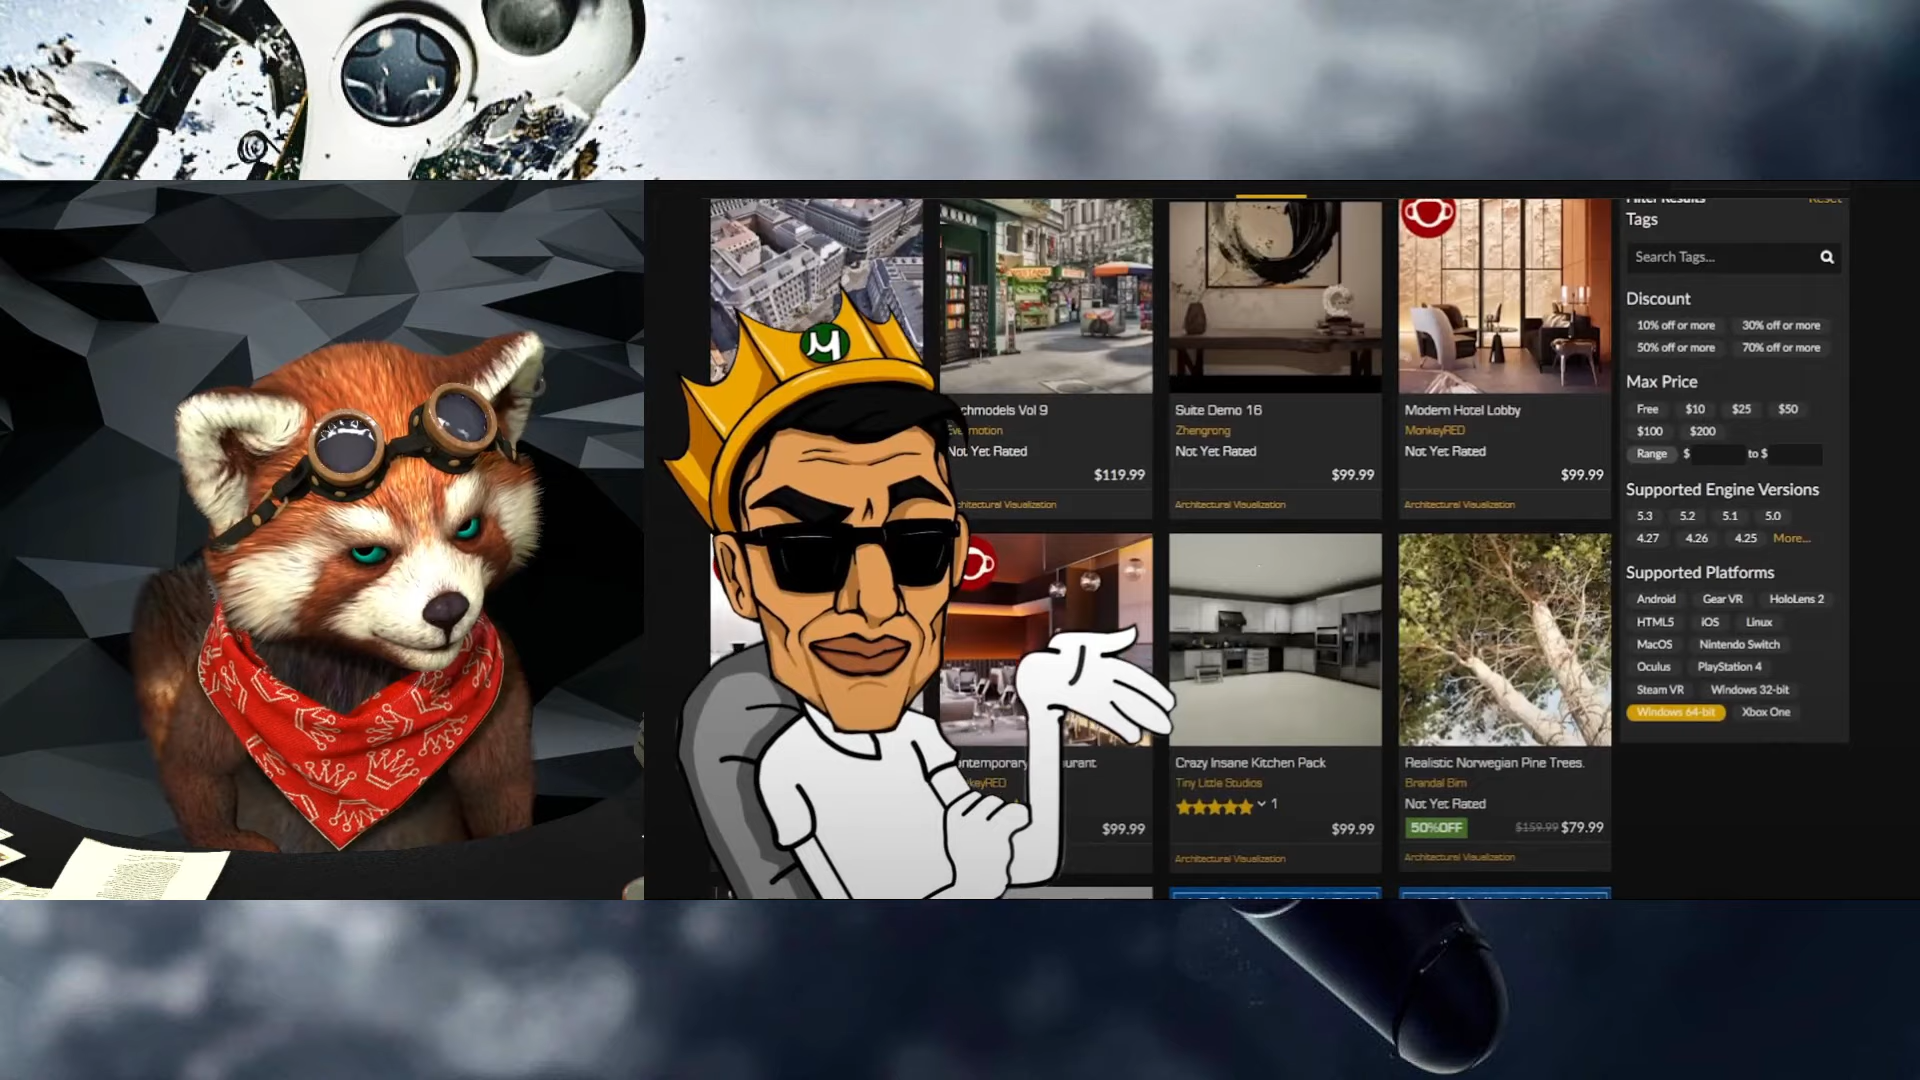 Filter Results
Reset
Tags
Search Tags...
Discount
10% off or more
30% off or more
50% off or more
70% off or more
Max Price
Free
$10
$25
$50
$100
$200
Range
$
to $
Supported Engine Versions
5.3
5.2
5.1
5.0
4.27
4.26
4.25
More...
Supported Platforms
Android
Gear VR
HoloLens 2
HTML5
iOS
Linux
MacOS
Nintendo Switch
Oculus
PlayStation 4
Steam VR
Windows 32-bit
Windows 64-bit
Xbox One
Vol 9
Not Yet Rated
$119.99
Suite Demo 16
Zhengrong
Not Yet Rated
$99.99
Architectural Visualization
Modern Hotel Lobby
MonkeyRED
Not Yet Rated
$99.99
Architectural Visualization
$99.99
Crazy Insane Kitchen Pack
Tiny Little Studios
1
$99.99
Architectural Visualization
Realistic Norwegian Pine Trees.
Brandal Bim
Not Yet Rated
50%OFF
$159.99 $79.99
Architectural Visualization